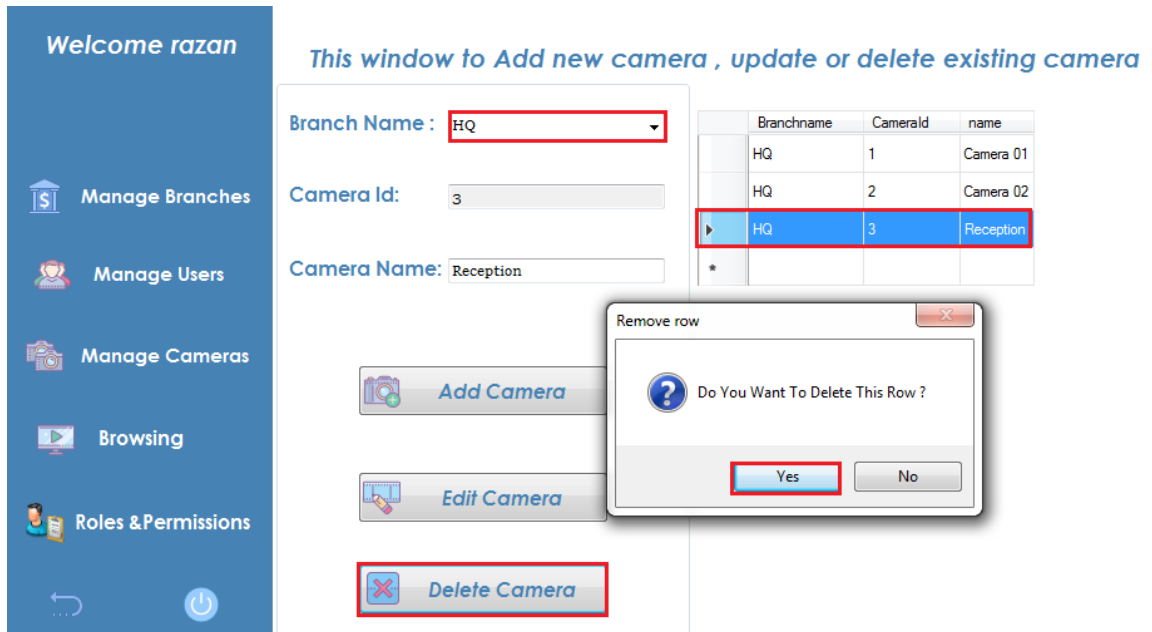 Welcome razan
Manage Branches
Manage Users
Manage Cameras
Browsing
Roles &Permissions
This window to Add new camera , update or delete existing camera
Branch Name : HQ
Camera Id: 3
Camera Name: Reception
Add Camera
Edit Camera
Delete Camera
Branchname CameraId name
HQ 1 Camera 01
HQ 2 Camera 02
HQ 3 Reception
*
Remove row
Do You Want To Delete This Row ?
Yes No